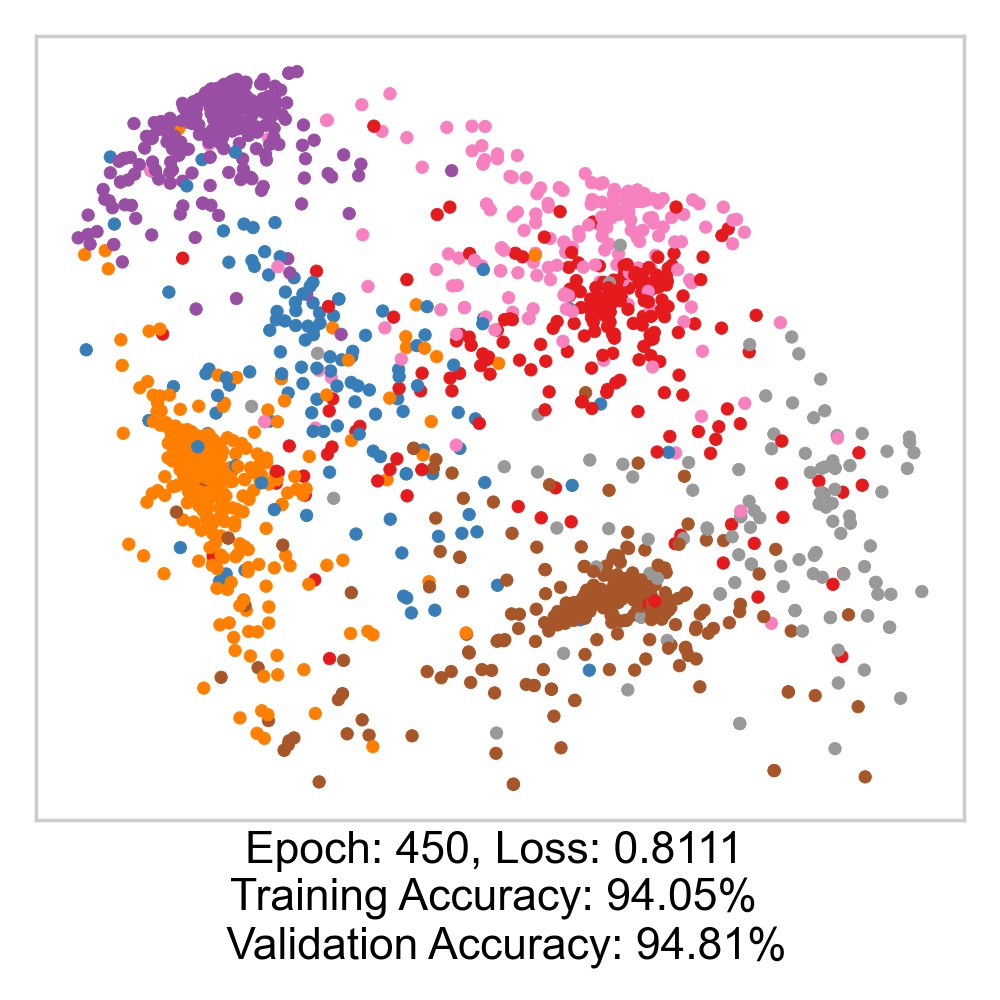 Epoch: 450, Loss: 0.8111
Training Accuracy: 94.05%
Validation Accuracy: 94.81%